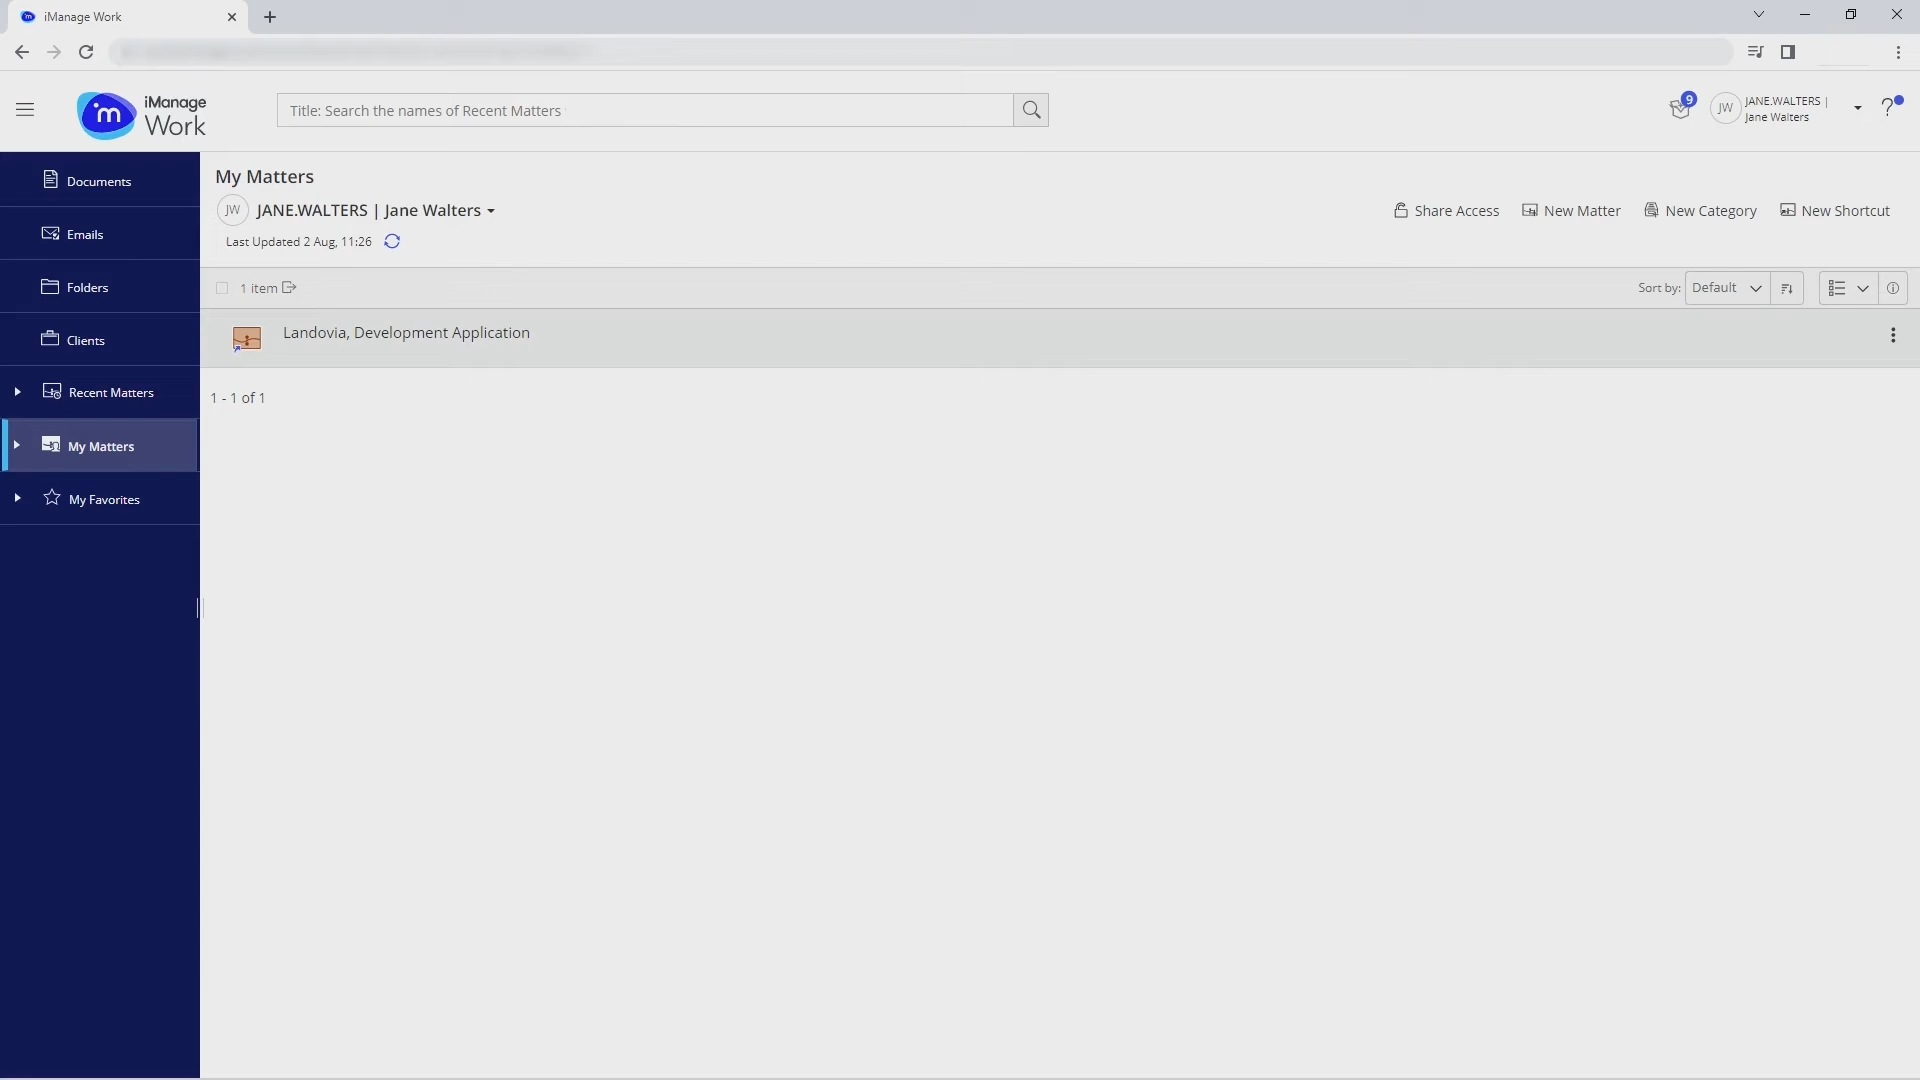 iManage Work
iManage
Work
Title: Search the names of Recent Matters
9
JW
JANE.WALTERS |
Jane Walters
?
Documents
Emails
Folders
Clients
Recent Matters
My Matters
My Favorites
My Matters
JW
JANE.WALTERS | Jane Walters
Last Updated 2 Aug, 11:26
Share Access
New Matter
New Category
New Shortcut
1 item
Sort by: Default
Landovia, Development Application
1 - 1 of 1